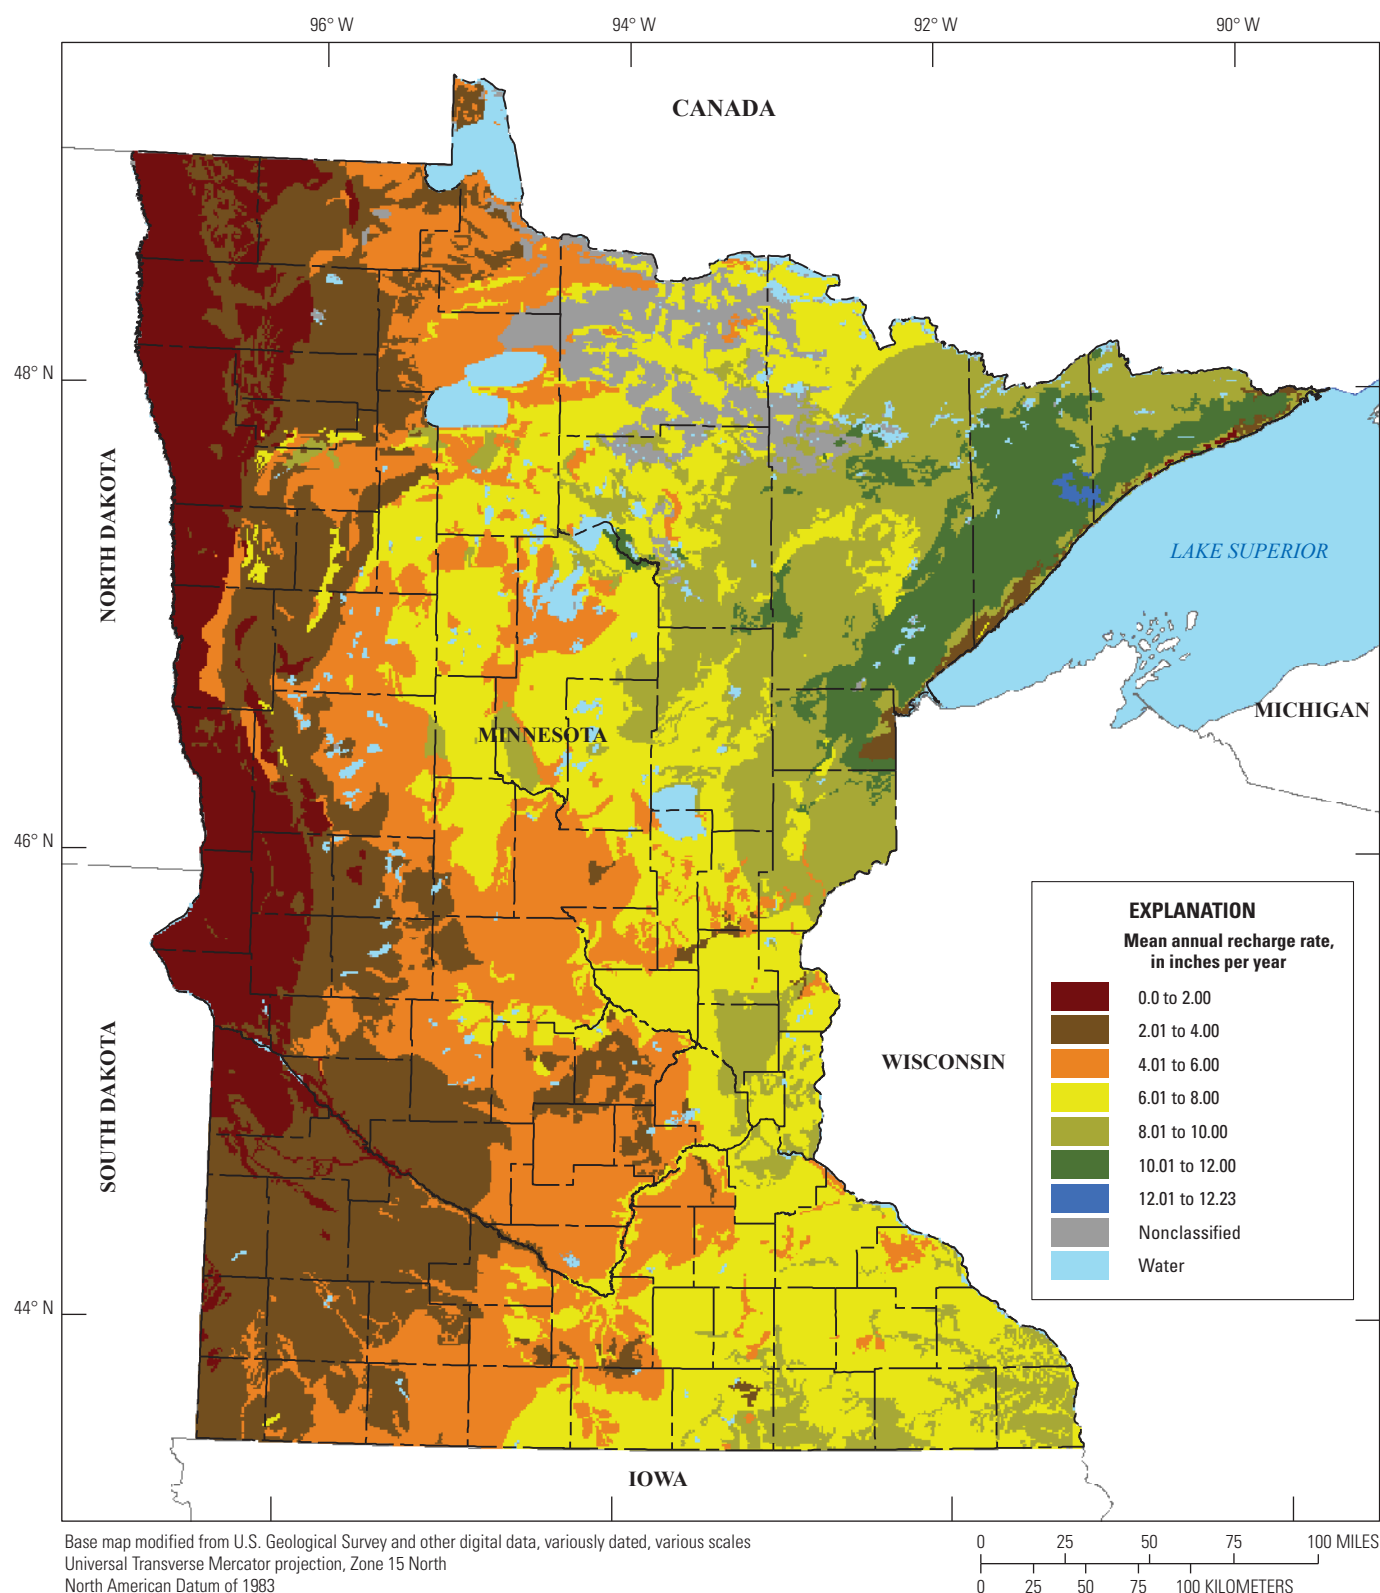 96° W
94° W
92° W
90° W
CANADA
48° N
NORTH DAKOTA
LAKE SUPERIOR
MICHIGAN
MINNESOTA
46° N
EXPLANATION
Mean annual recharge rate,
in inches per year
0.0 to 2.00
2.01 to 4.00
4.01 to 6.00
6.01 to 8.00
8.01 to 10.00
10.01 to 12.00
12.01 to 12.23
Nonclassified
Water
SOUTH DAKOTA
WISCONSIN
44° N
IOWA
Base map modified from U.S. Geological Survey and other digital data, variously dated, various scales
Universal Transverse Mercator projection, Zone 15 North
North American Datum of 1983
0 25 50 75 100 MILES
0 25 50 75 100 KILOMETERS